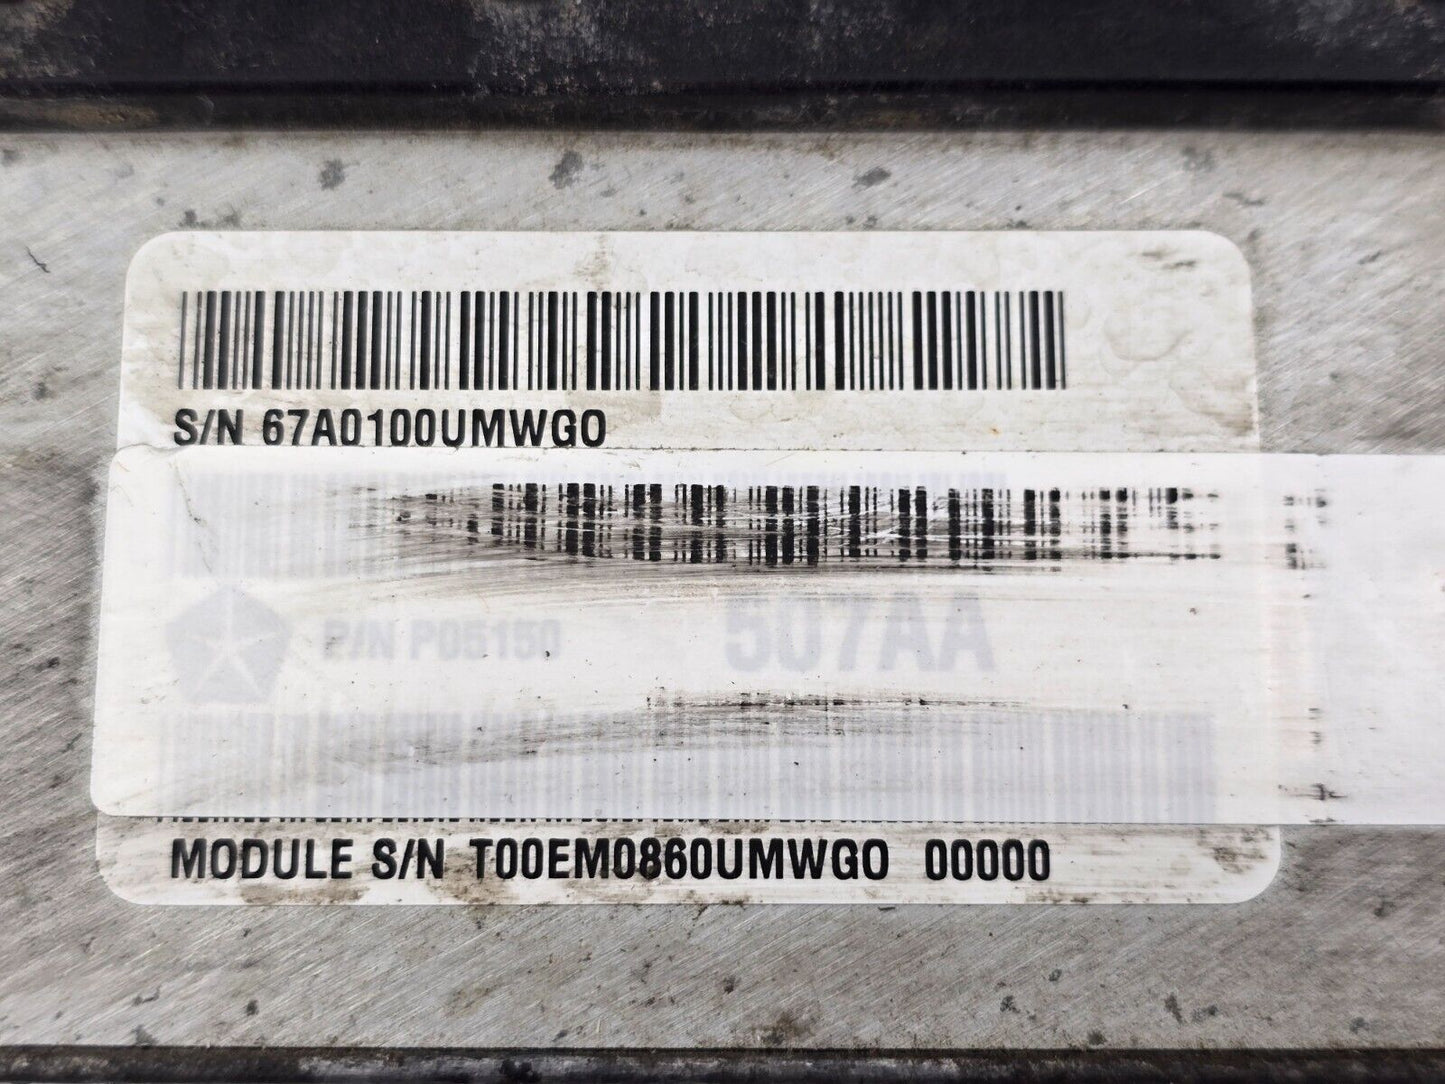 S/N 67A0100UMWGO
P/N P05150 507AA
MODULE S/N T00EM0860UMWGO 00000